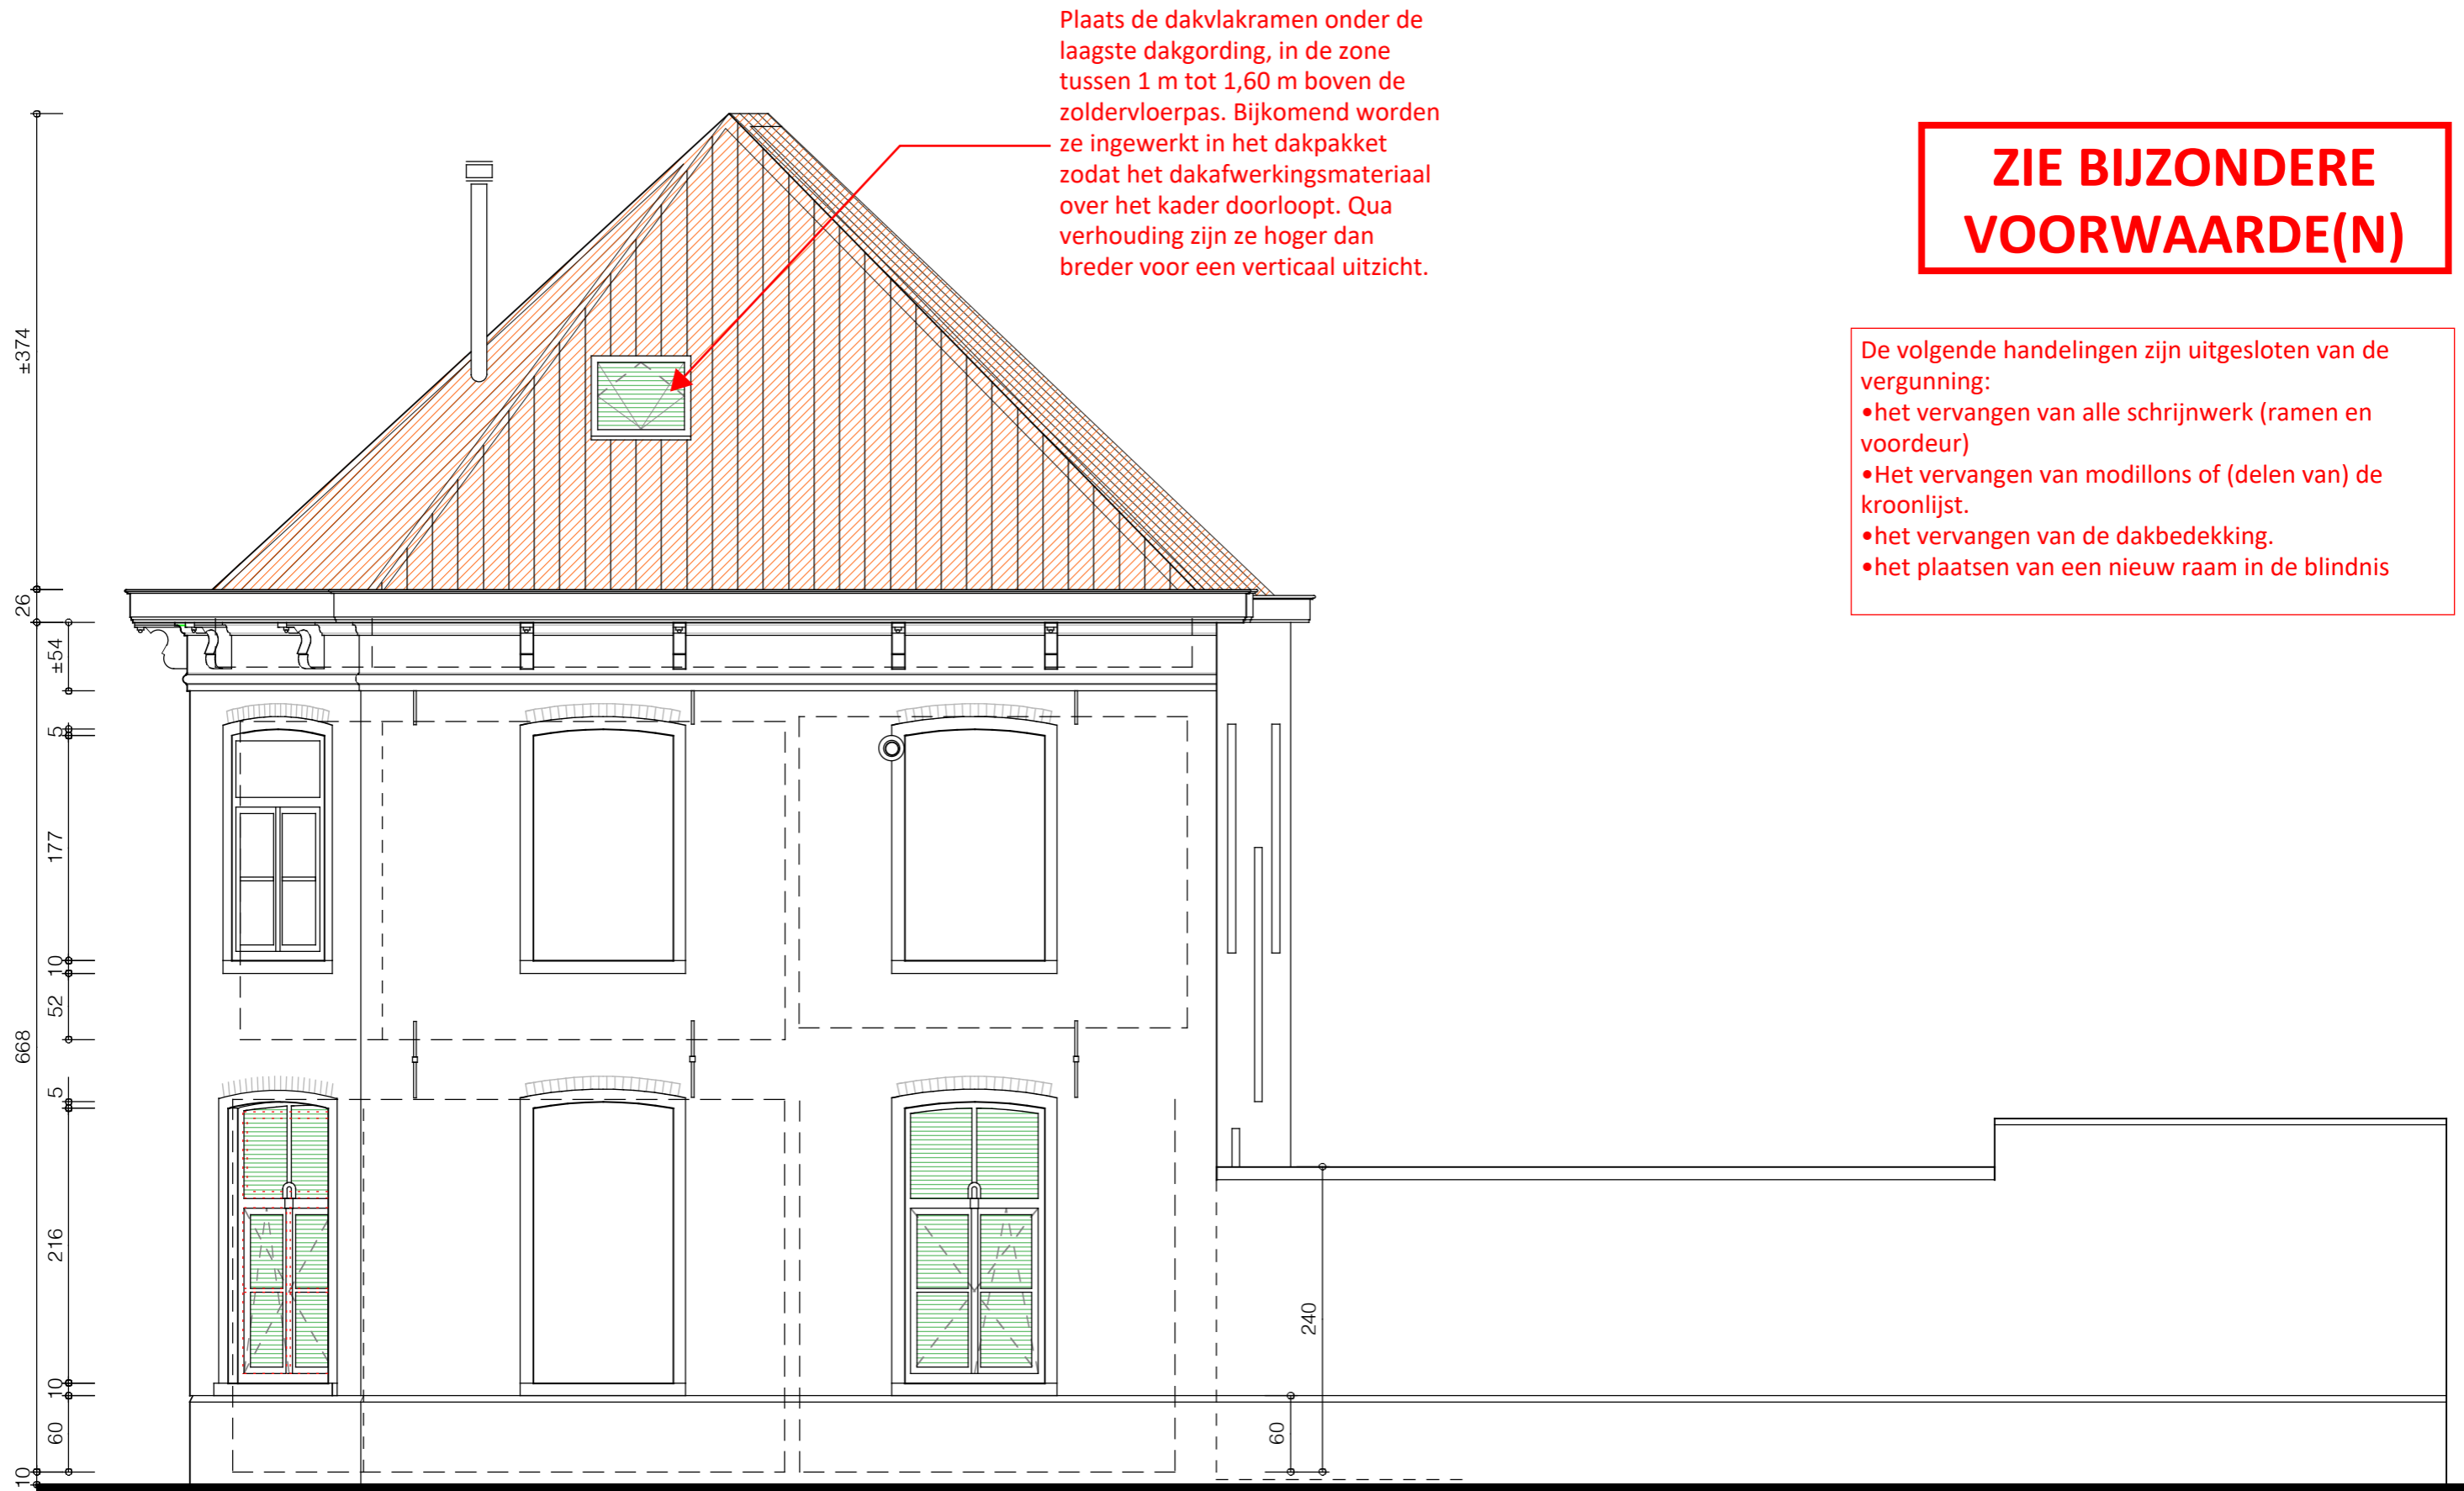 Plaats de dakvlakramen onder de
laagste dakgording, in de zone
tussen 1 m tot 1,60 m boven de
zoldervloerpas. Bijkomend worden
ze ingewerkt in het dakpakket
zodat het dakafwerkingsmateriaal
over het kader doorloopt. Qua
verhouding zijn ze hoger dan
breder voor een verticaal uitzicht.
ZIE BIJZONDERE
VOORWAARDE(N)
De volgende handelingen zijn uitgesloten van de
vergunning:
•het vervangen van alle schrijnwerk (ramen en
voordeur)
•Het vervangen van modillons of (delen van) de
kroonlijst.
•het vervangen van de dakbedekking.
•het plaatsen van een nieuw raam in de blindnis
±374
26
668
10
±54
5
177
10
52
5
216
10
60
240
60